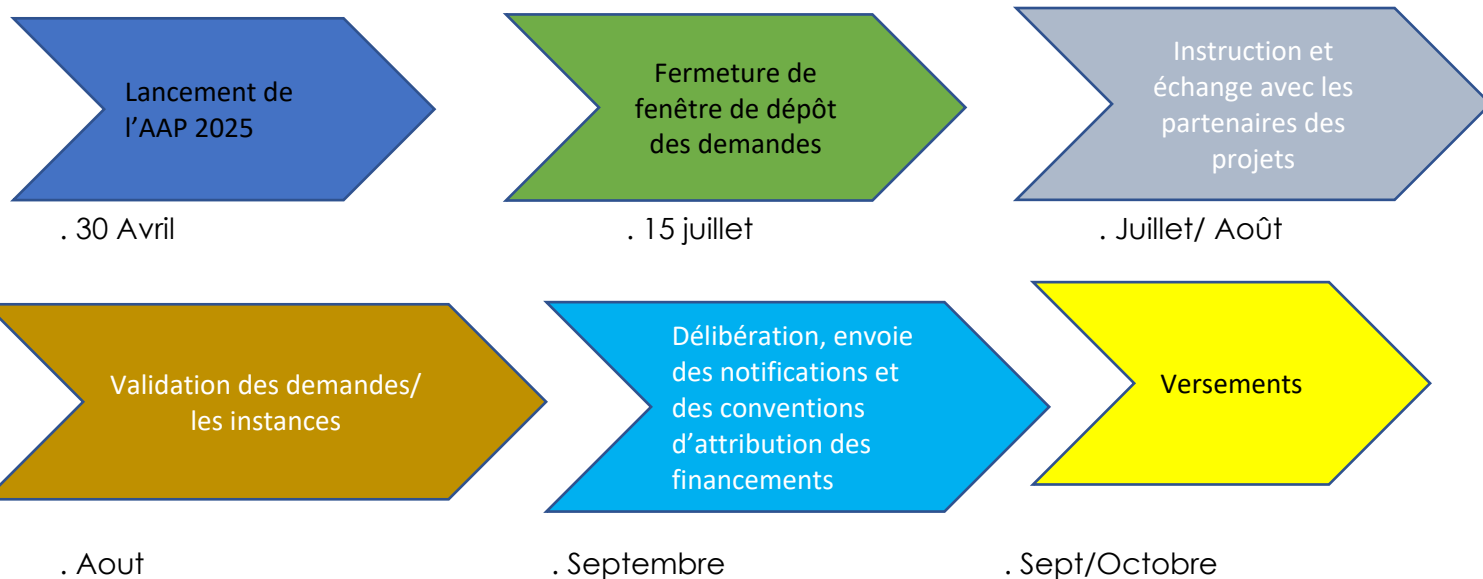 Lancement de
l’AAP 2025
Fermeture de
fenêtre de dépôt
des demandes
Instruction et
échange avec les
partenaires des
projets
. 30 Avril
. 15 juillet
. Juillet/ Août
Validation des demandes/
les instances
Délibération, envoie
des notifications et
des conventions
d’attribution des
financements
Versements
. Aout
. Septembre
. Sept/Octobre